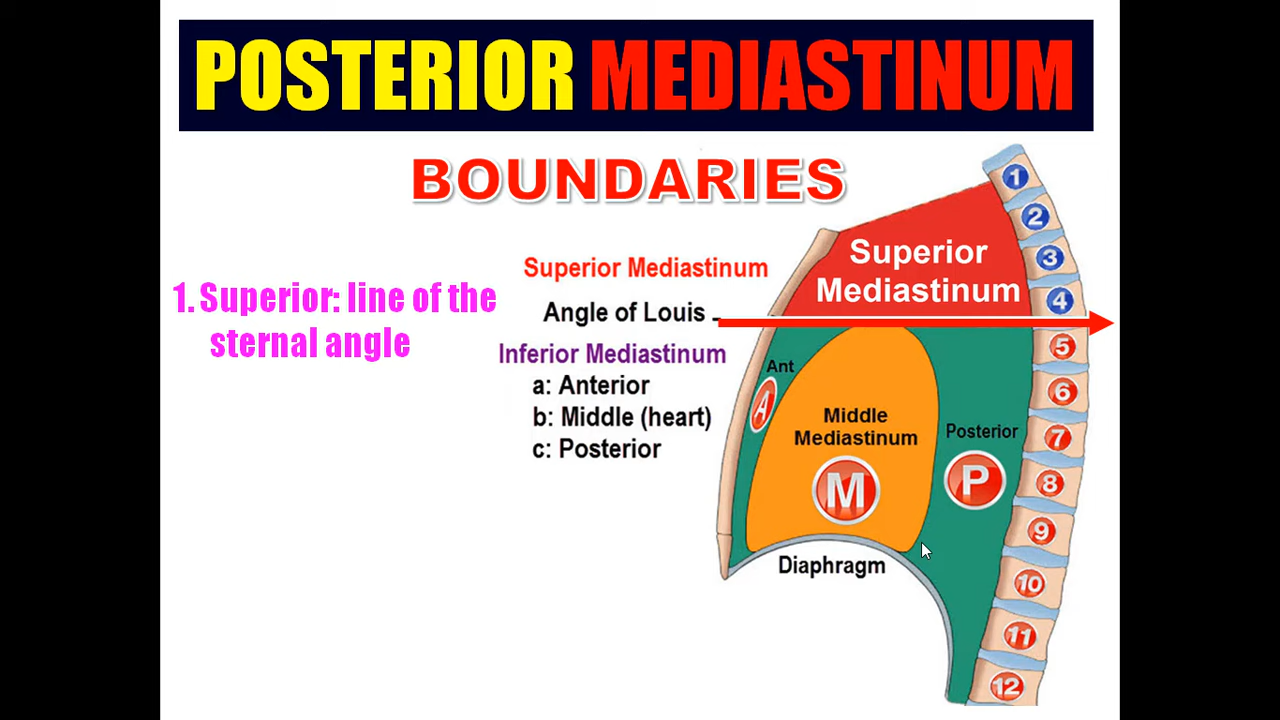 POSTERIOR MEDIASTINUM
BOUNDARIES
1. Superior: line of the
sternal angle
Superior Mediastinum
Angle of Louis
Inferior Mediastinum
a: Anterior
b: Middle (heart)
c: Posterior
Superior
Mediastinum
Ant
A
Middle
Mediastinum
M
Posterior
P
Diaphragm
1
2
3
4
5
6
7
8
9
10
11
12